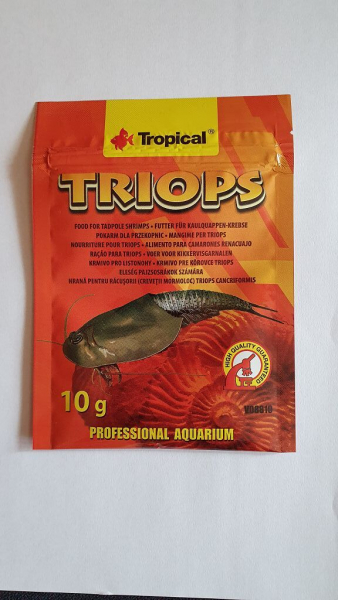 Tropical®
TRIOPS
FOOD FOR TADPOLE SHRIMPS • FUTTER FÜR KAULQUAPPEN-KREBSE
POKARM DLA PRZEKOPNIC • MANGIME PER TRIOPS
NOURRITURE POUR TRIOPS • ALIMENTO PARA CAMARONES RENACUAJO
RAÇÃO PARA TRIOPS • VOER VOOR KIKKERVISGARNALEN
KRMIVO PRO LISTONOHY • KRMIVO PRE KÔROVCE TRIOPS
ELESÉG PAJZSOSRÁKOK SZÁMÁRA
HRANĂ PENTRU RĂCUȘORII (CREVEȚII MORMOLOC) TRIOPS CANCRIFORMIS
HIGH QUALITY GUARANTEED
10 g
PROFESSIONAL AQUARIUM